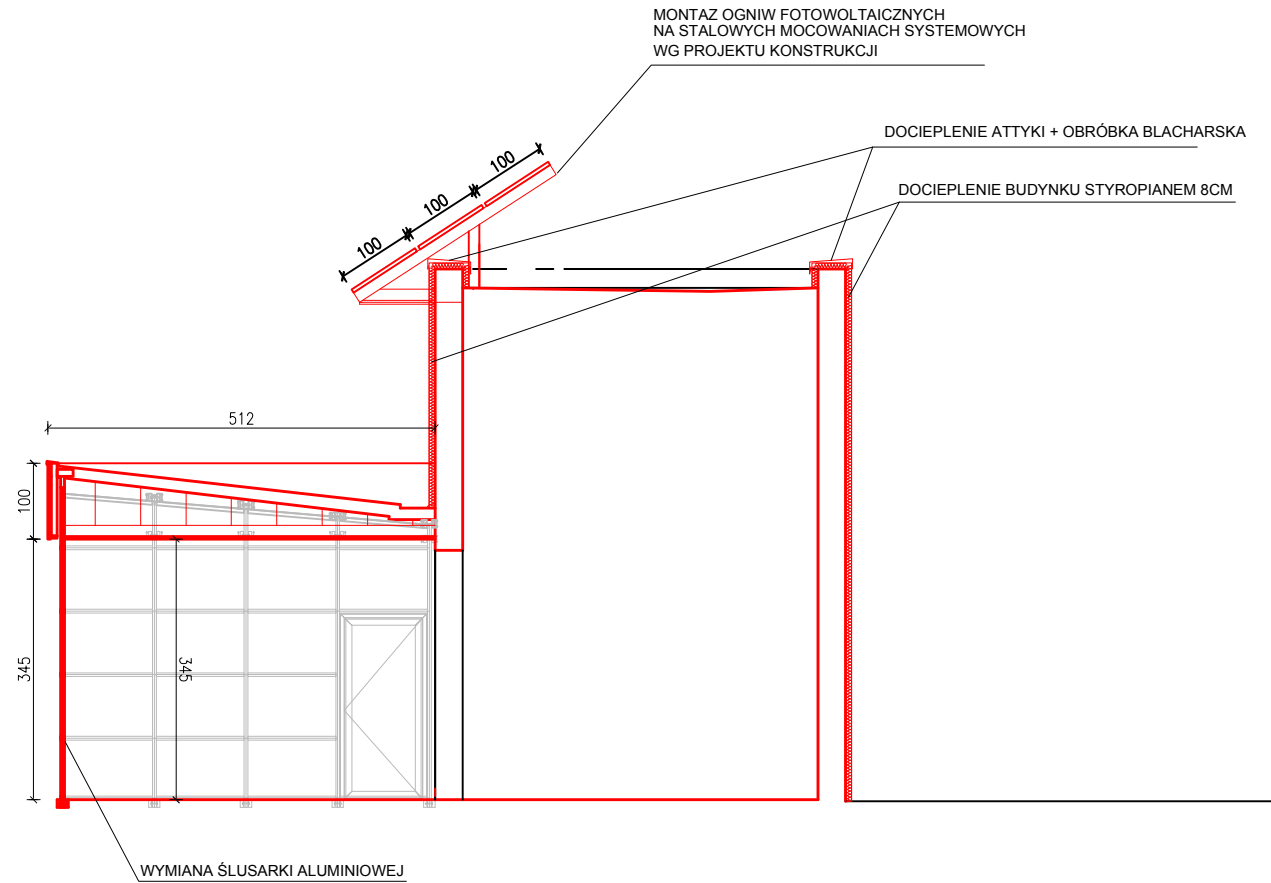 MONTAZ OGNIW FOTOWOLTAICZNYCH
NA STALOWYCH MOCOWANIACH SYSTEMOWYCH
WG PROJEKTU KONSTRUKCJI
DOCIEPLENIE ATTYKI + OBRÓBKA BLACHARSKA
DOCIEPLENIE BUDYNKU STYROPIANEM 8CM
100
100
100
512
100
345
345
WYMIANA ŚLUSARKI ALUMINIOWEJ